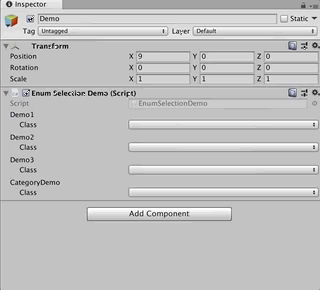 Inspector
Demo
Static
Tag Untagged Layer Default
Transform
Position X 9 Y 0 Z 0
Rotation X 0 Y 0 Z 0
Scale X 1 Y 1 Z 1
Enum Selection Demo (Script)
Script EnumSelectionDemo
Demo1
Class
Demo2
Class
Demo3
Class
CategoryDemo
Class
Add Component